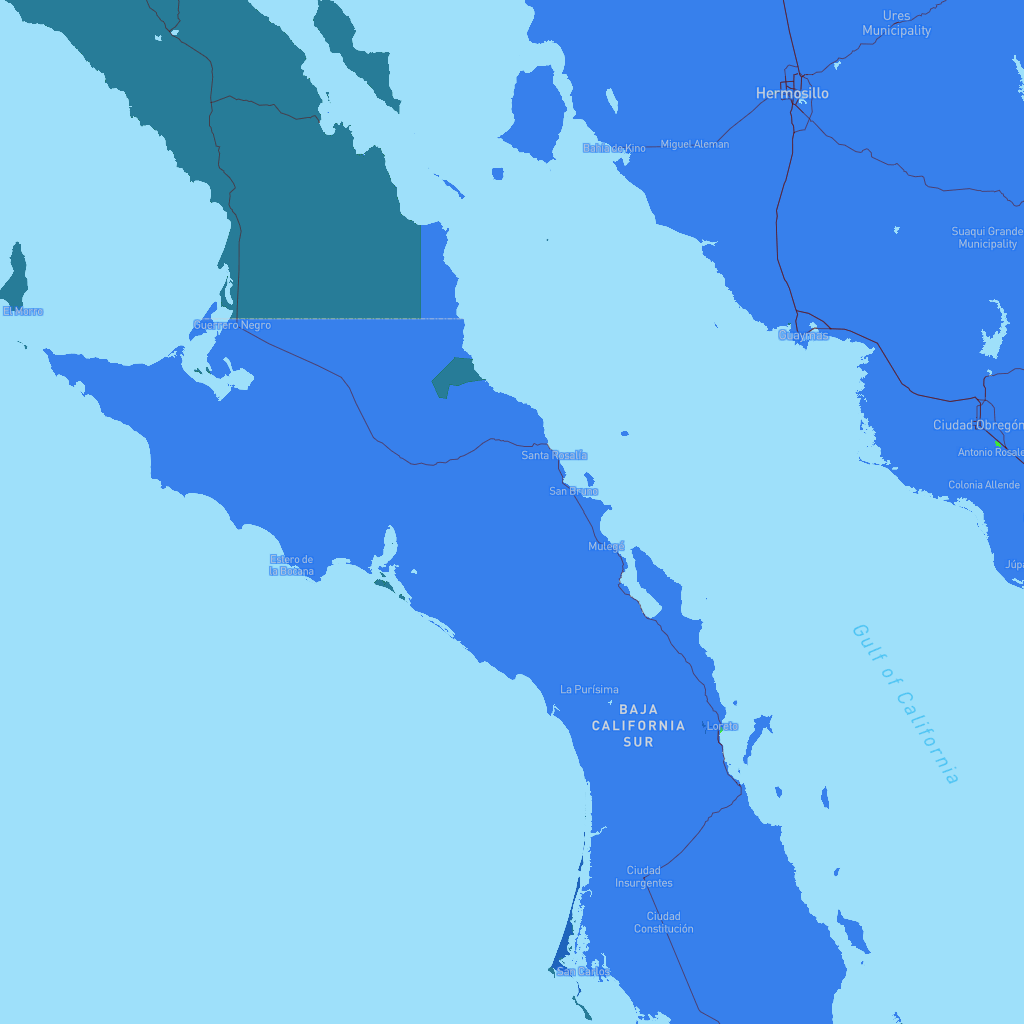 Ures
Municipality
Hermosillo
Bahía de Kino
Miguel Aleman
Suaqui Grande
Municipality
El Morro
Guerrero Negro
Guaymas
Ciudad Obregón
Antonio Rosale
Colonia Allende
Santa Rosalía
San Bruno
Mulegé
Estero de
la Bocana
Júpa
Gulf of California
La Purísima
BAJA
CALIFORNIA
SUR
Loreto
Ciudad
Insurgentes
Ciudad
Constitución
San Carlos